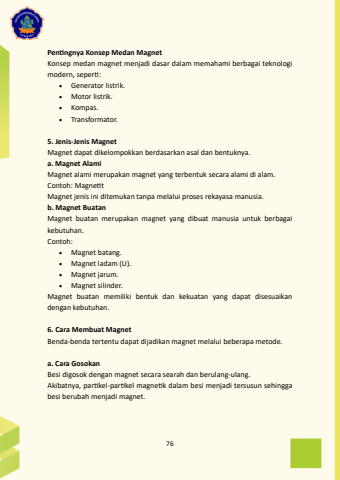 Pentingnya Konsep Medan Magnet
Konsep medan magnet menjadi dasar dalam memahami berbagai teknologi
modern, seperti:
• Generator listrik.
• Motor listrik.
• Kompas.
• Transformator.
5. Jenis-Jenis Magnet
Magnet dapat dikelompokkan berdasarkan asal dan bentuknya.
a. Magnet Alami
Magnet alami merupakan magnet yang terbentuk secara alami di alam.
Contoh: Magnetit
Magnet jenis ini ditemukan tanpa melalui proses rekayasa manusia.
b. Magnet Buatan
Magnet buatan merupakan magnet yang dibuat manusia untuk berbagai
kebutuhan.
Contoh:
• Magnet batang.
• Magnet ladam (U).
• Magnet jarum.
• Magnet silinder.
Magnet buatan memiliki bentuk dan kekuatan yang dapat disesuaikan
dengan kebutuhan.
6. Cara Membuat Magnet
Benda-benda tertentu dapat dijadikan magnet melalui beberapa metode.
a. Cara Gosokan
Besi digosok dengan magnet secara searah dan berulang-ulang.
Akibatnya, partikel-partikel magnetik dalam besi menjadi tersusun sehingga
besi berubah menjadi magnet.
76